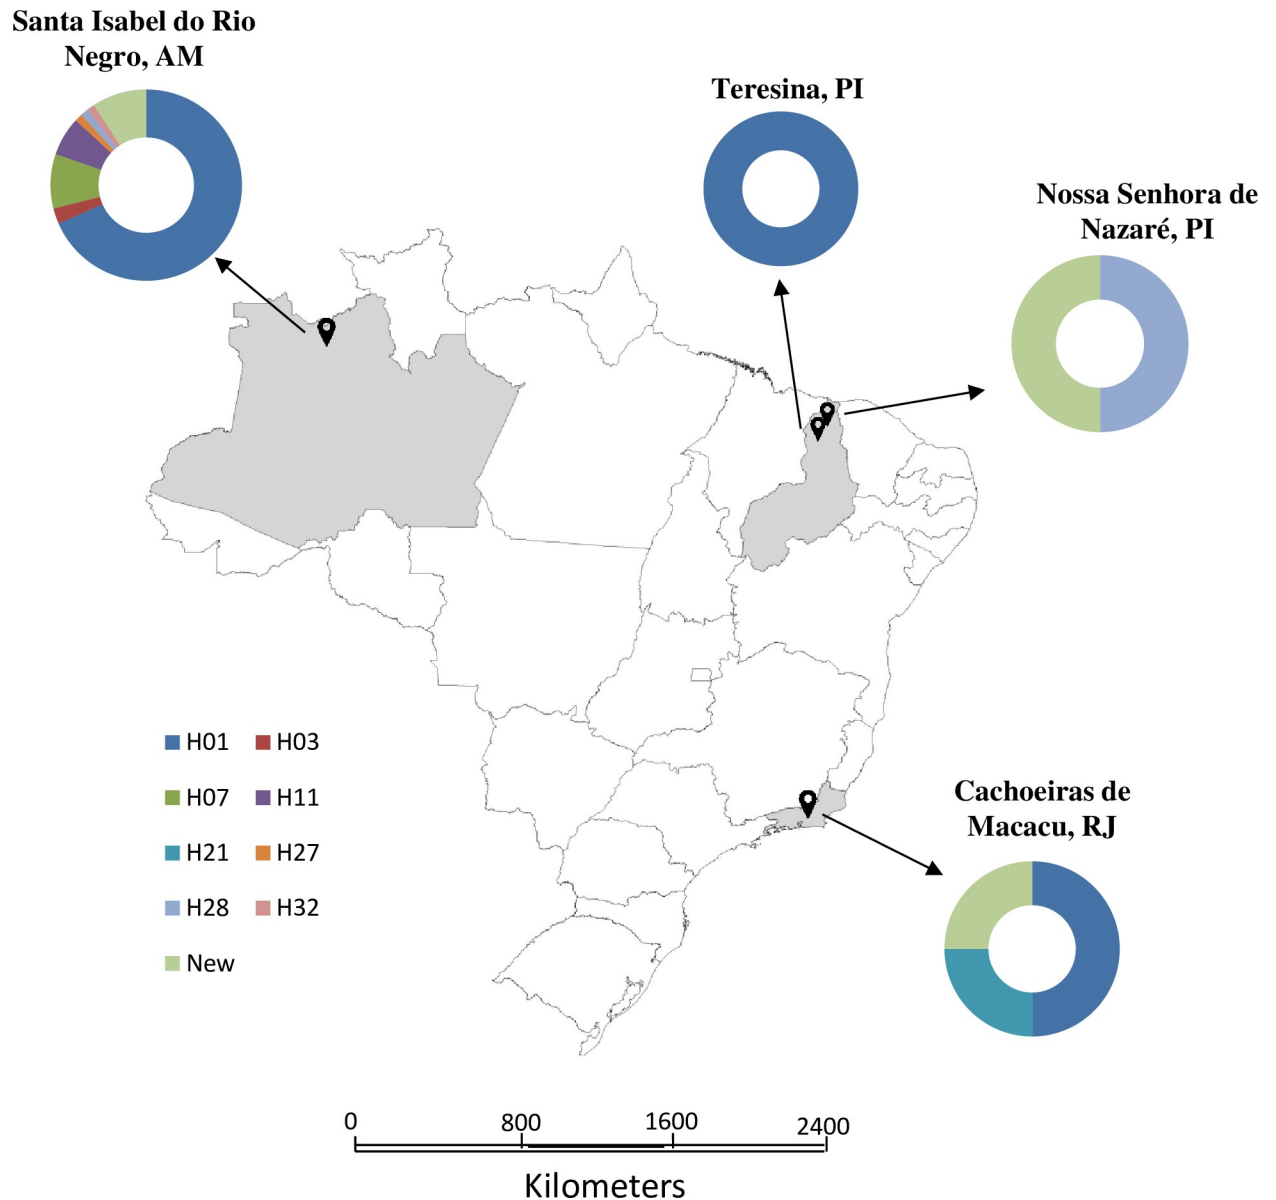 Santa Isabel do Rio
Negro, AM
Teresina, PI
Nossa Senhora de
Nazaré, PI
H01
H03
H07
H11
H21
H27
H28
H32
New
Cachoeiras de
Macacu, RJ
0
800
1600
2400
Kilometers